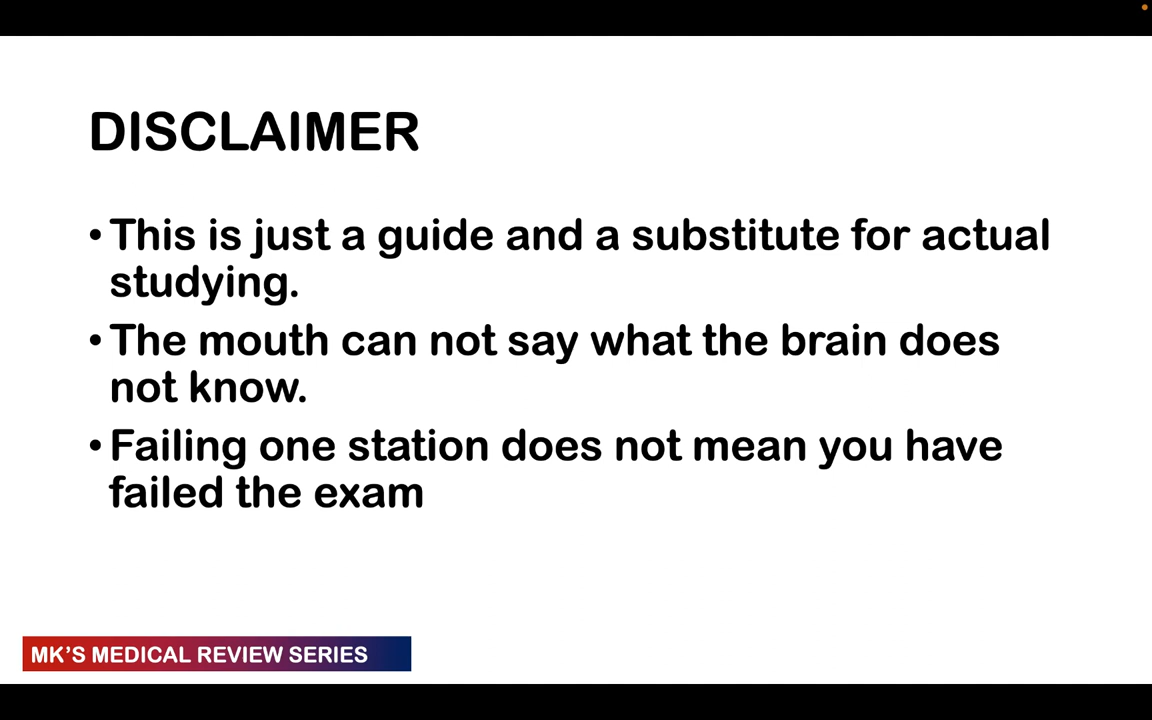 DISCLAIMER
• This is just a guide and a substitute for actual
studying.
• The mouth can not say what the brain does
not know.
• Failing one station does not mean you have
failed the exam
MK'S MEDICAL REVIEW SERIES